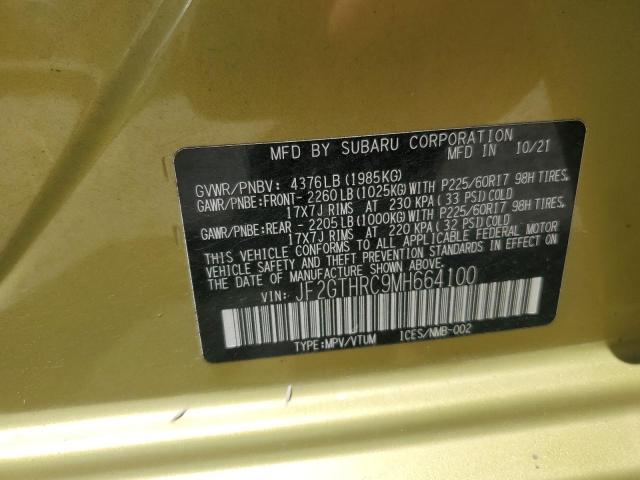 MFD BY SUBARU CORPORATION
MFD IN 10/21
GVWR/PNBV: 4376LB(1985KG)
GAWR/PNBE:FRONT- 2260LB(1025KG)WITH P225/60R17 98H TIRES,
17X7J RIMS AT 230 KPA( 33 PSI)COLD
GAWR/PNBE:REAR - 2205LB(1000KG)WITH P225/60R17 98H TIRES,
17X7J RIMS AT 220 KPA( 32 PSI)COLD
THIS VEHICLE CONFORMS TO ALL APPLICABLE FEDERAL MOTOR
VEHICLE SAFETY AND THEFT PREVENTION STANDARDS IN EFFECT ON
THE DATE OF MANUFACTURE SHOWN ABOVE.
VIN: JF2GTHRC9MH664100
TYPE:MPV/VTUM ICES/NMB-002